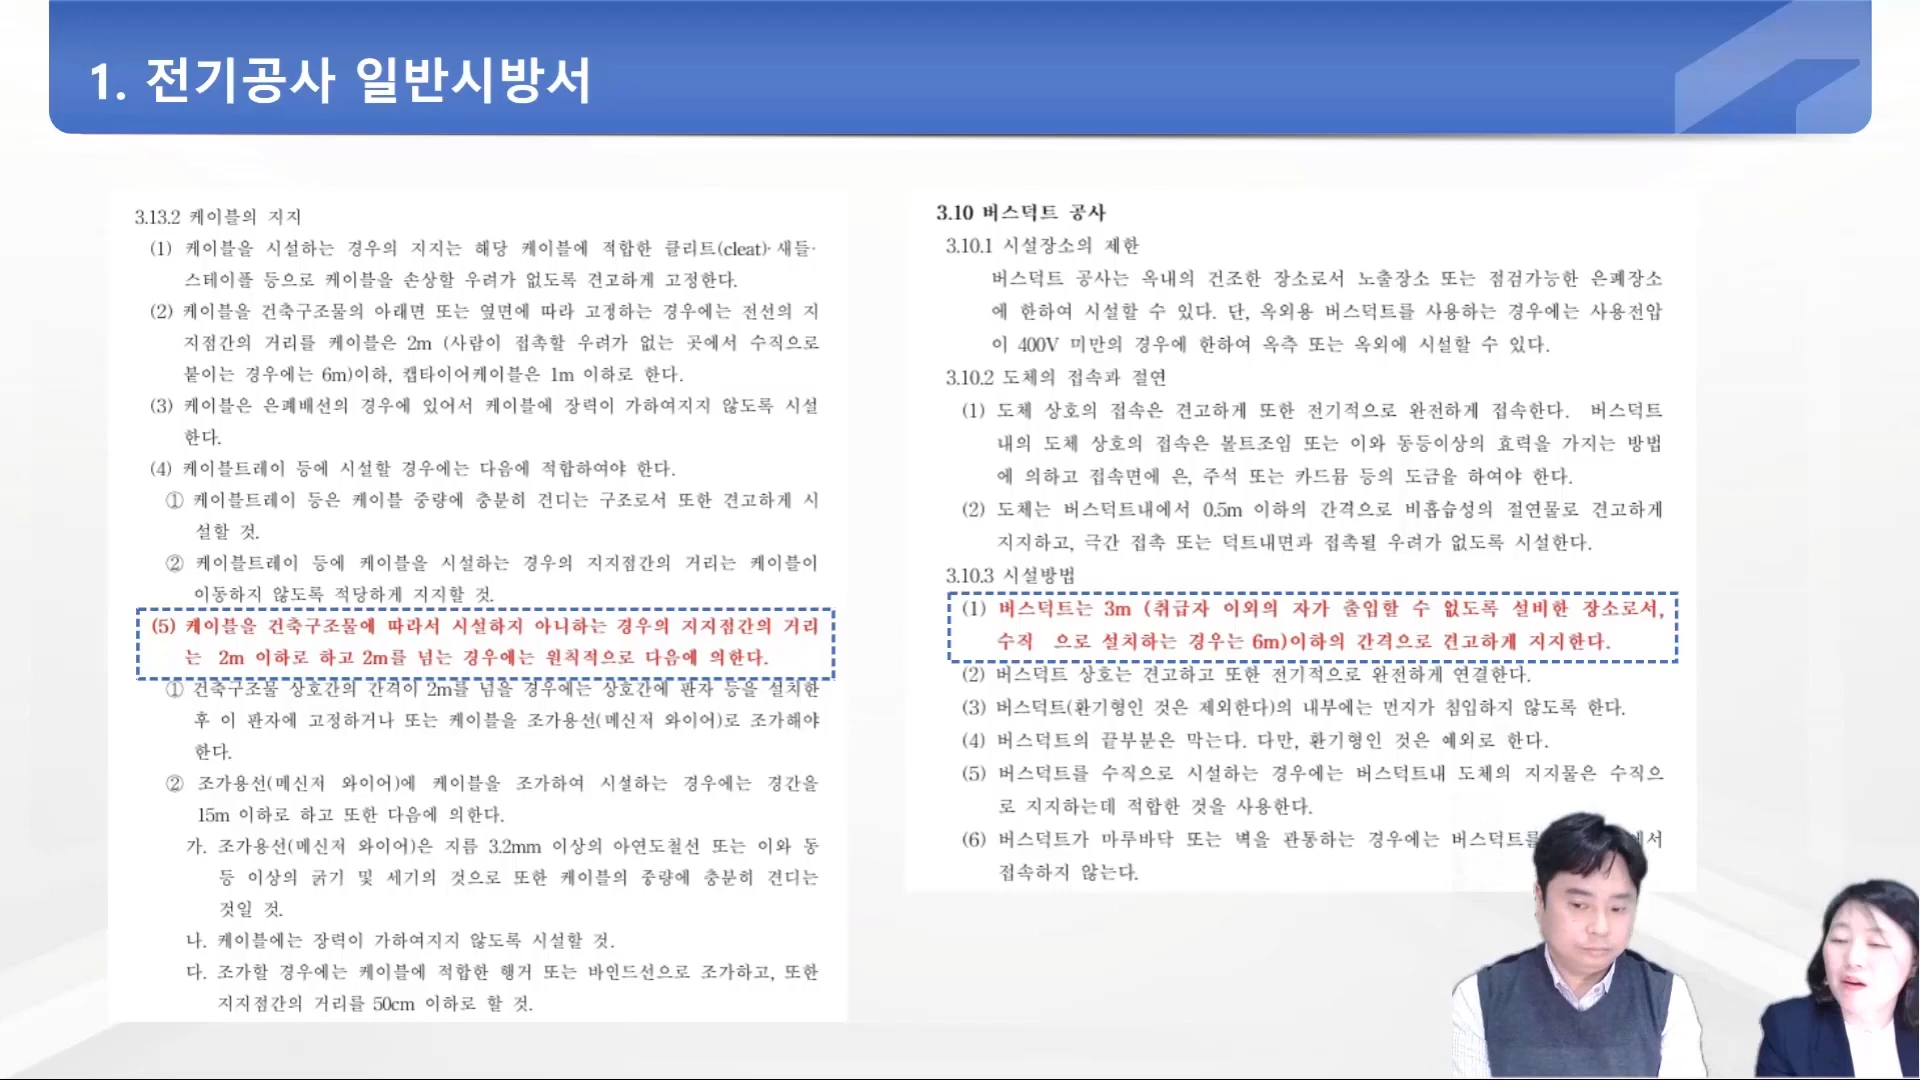 1. 전기공사 일반시방서
3.13.2 케이블의 지지
(1) 케이블을 시설하는 경우의 지지는 해당 케이블에 적합한 클리트(cleat)·새들·
스테이플 등으로 케이블을 손상할 우려가 없도록 견고하게 고정한다.
(2) 케이블을 건축구조물의 아래면 또는 옆면에 따라 고정하는 경우에는 전선의 지
지점간의 거리를 케이블은 2m (사람이 접촉할 우려가 없는 곳에서 수직으로
붙이는 경우에는 6m)이하, 캡타이어케이블은 1m 이하로 한다.
(3) 케이블은 은폐배선의 경우에 있어서 케이블에 장력이 가하여지지 않도록 시설
한다.
(4) 케이블트레이 등에 시설할 경우에는 다음에 적합하여야 한다.
① 케이블트레이 등은 케이블 중량에 충분히 견디는 구조로서 또한 견고하게 시
설할 것.
② 케이블트레이 등에 케이블을 시설하는 경우의 지지점간의 거리는 케이블이
이동하지 않도록 적당하게 지지할 것.
(5) 케이블을 건축구조물에 따라서 시설하지 아니하는 경우의 지지점간의 거리
는 2m 이하로 하고 2m를 넘는 경우에는 원칙적으로 다음에 의한다.
① 건축구조물 상호간의 간격이 2m를 넘을 경우에는 상호간에 판자 등을 설치한
후 이 판자에 고정하거나 또는 케이블을 조가용선(메신저 와이어)로 조가해야
한다.
② 조가용선(메신저 와이어)에 케이블을 조가하여 시설하는 경우에는 경간을
15m 이하로 하고 또한 다음에 의한다.
가. 조가용선(메신저 와이어)은 지름 3.2mm 이상의 아연도철선 또는 이와 동
등 이상의 굵기 및 세기의 것으로 또한 케이블의 중량에 충분히 견디는
것일 것.
나. 케이블에는 장력이 가하여지지 않도록 시설할 것.
다. 조가할 경우에는 케이블에 적합한 행거 또는 바인드선으로 조가하고, 또한
지지점간의 거리를 50cm 이하로 할 것.
3.10 버스덕트 공사
3.10.1 시설장소의 제한
버스덕트 공사는 옥내의 건조한 장소로서 노출장소 또는 점검가능한 은폐장소
에 한하여 시설할 수 있다. 단, 옥외용 버스덕트를 사용하는 경우에는 사용전압
이 400V 미만의 경우에 한하여 옥측 또는 옥외에 시설할 수 있다.
3.10.2 도체의 접속과 절연
(1) 도체 상호의 접속은 견고하게 또한 전기적으로 완전하게 접속한다. 버스덕트
내의 도체 상호의 접속은 볼트조임 또는 이와 동등이상의 효력을 가지는 방법
에 의하고 접속면에 은, 주석 또는 카드뮴 등의 도금을 하여야 한다.
(2) 도체는 버스덕트내에서 0.5m 이하의 간격으로 비흡습성의 절연물로 견고하게
지지하고, 극간 접촉 또는 덕트내면과 접촉될 우려가 없도록 시설한다.
3.10.3 시설방법
(1) 버스덕트는 3m (취급자 이외의 자가 출입할 수 없도록 설비한 장소로서,
수직 으로 설치하는 경우는 6m)이하의 간격으로 견고하게 지지한다.
(2) 버스덕트 상호는 견고하고 또한 전기적으로 완전하게 연결한다.
(3) 버스덕트(환기형인 것은 제외한다)의 내부에는 먼지가 침입하지 않도록 한다.
(4) 버스덕트의 끝부분은 막는다. 다만, 환기형인 것은 예외로 한다.
(5) 버스덕트를 수직으로 시설하는 경우에는 버스덕트내 도체의 지지물은 수직으
로 지지하는데 적합한 것을 사용한다.
(6) 버스덕트가 마루바닥 또는 벽을 관통하는 경우에는 버스덕트를 에서
접속하지 않는다.